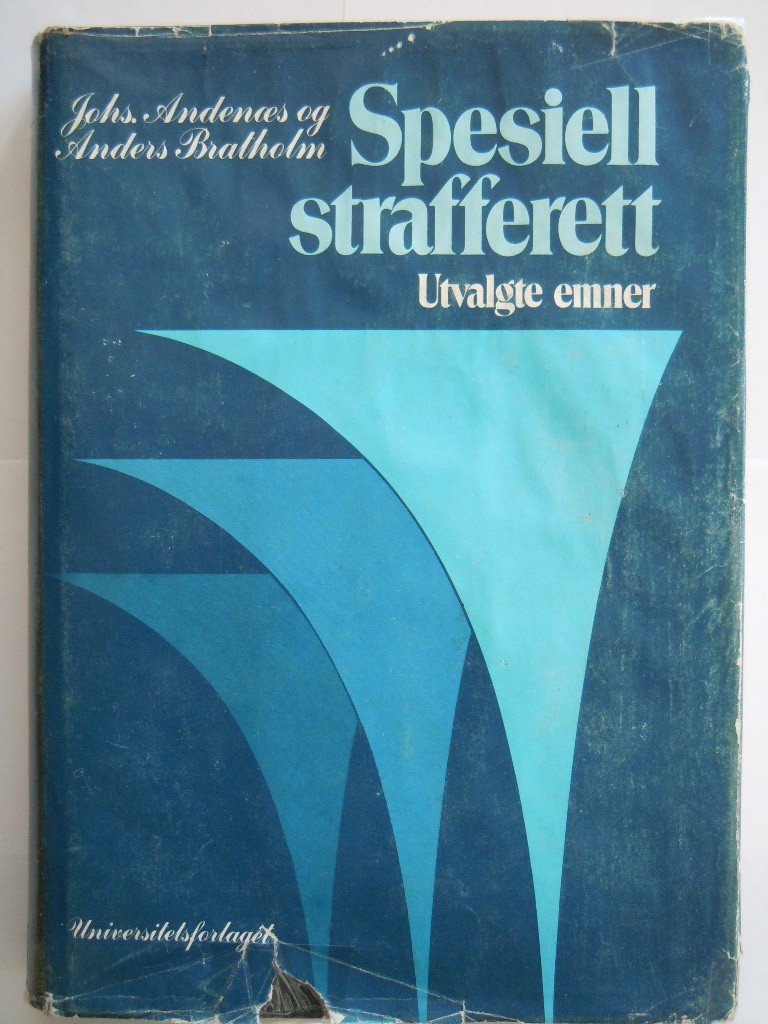 Johs. Andenæs og
Anders Bratholm
Spesiell
strafferett
Utvalgte emner
Universitetsforlaget